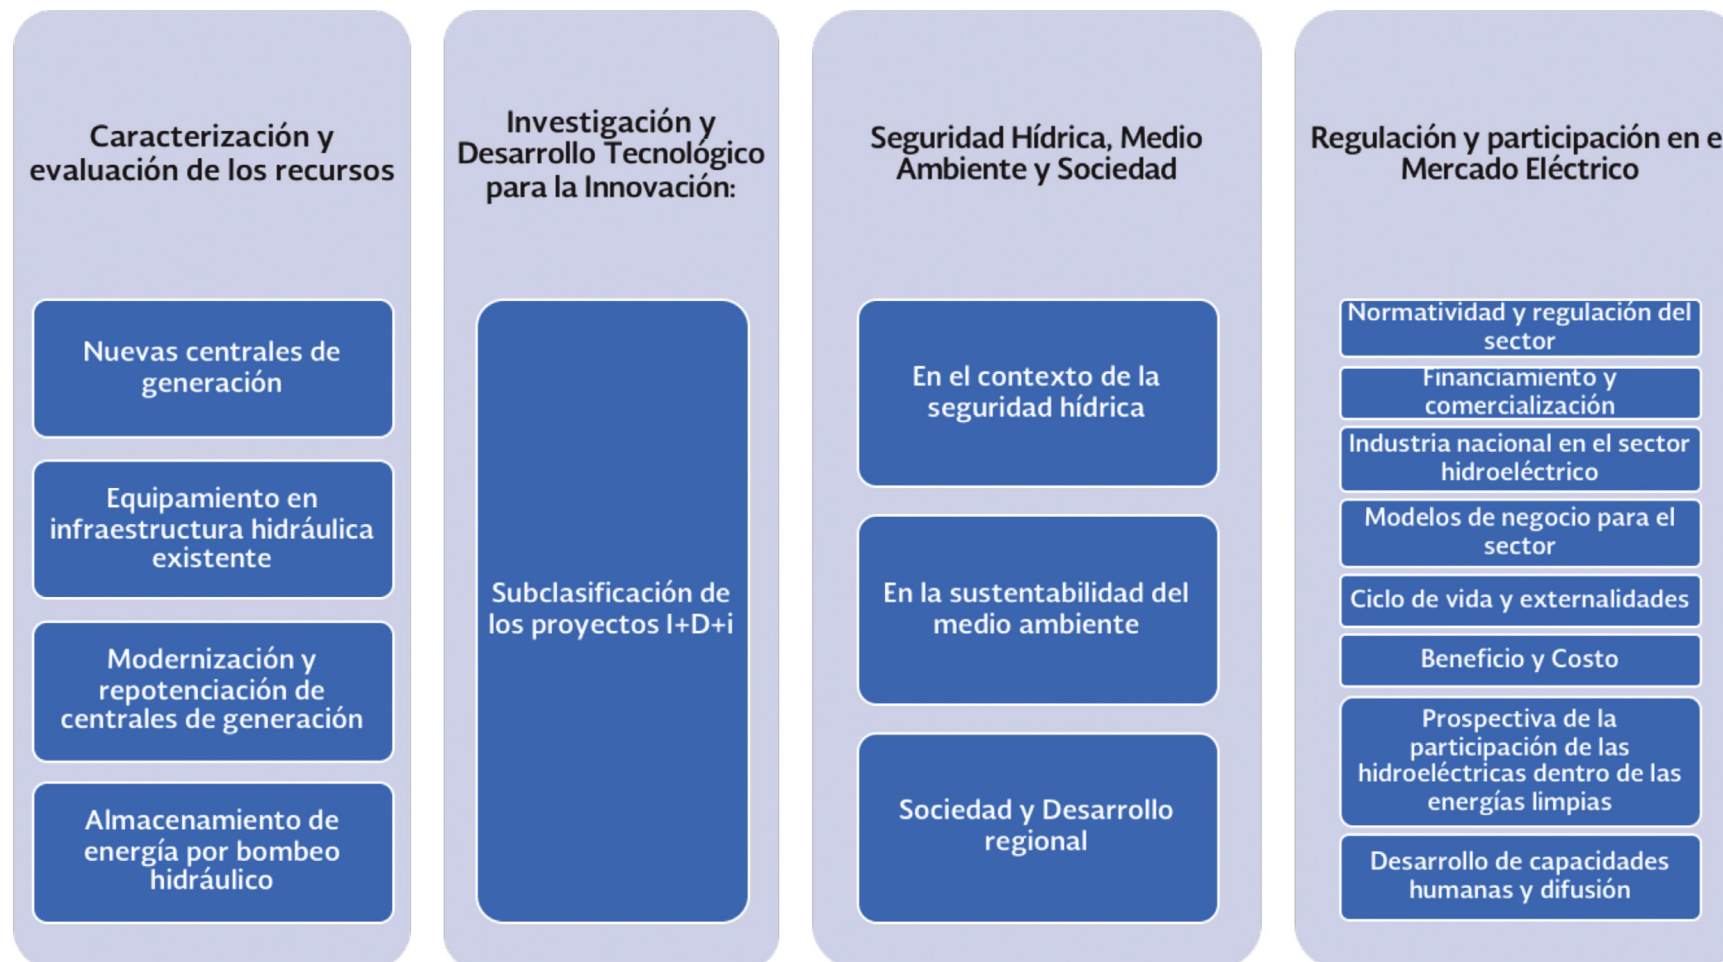 Caracterización y
evaluación de los recursos
Nuevas centrales de
generación
Equipamiento en
infraestructura hidráulica
existente
Modernización y
repotenciación de
centrales de generación
Almacenamiento de
energía por bombeo
hidráulico
Investigación y
Desarrollo Tecnológico
para la Innovación:
Subclasificación de
los proyectos I+D+i
Seguridad Hídrica, Medio
Ambiente y Sociedad
En el contexto de la
seguridad hídrica
En la sustentabilidad del
medio ambiente
Sociedad y Desarrollo
regional
Regulación y participación en e
Mercado Eléctrico
Normatividad y regulación del
sector
Financiamiento y
comercialización
Industria nacional en el sector
hidroeléctrico
Modelos de negocio para el
sector
Ciclo de vida y externalidades
Beneficio y Costo
Prospectiva de la
participación de las
hidroeléctricas dentro de las
energías limpias
Desarrollo de capacidades
humanas y difusión